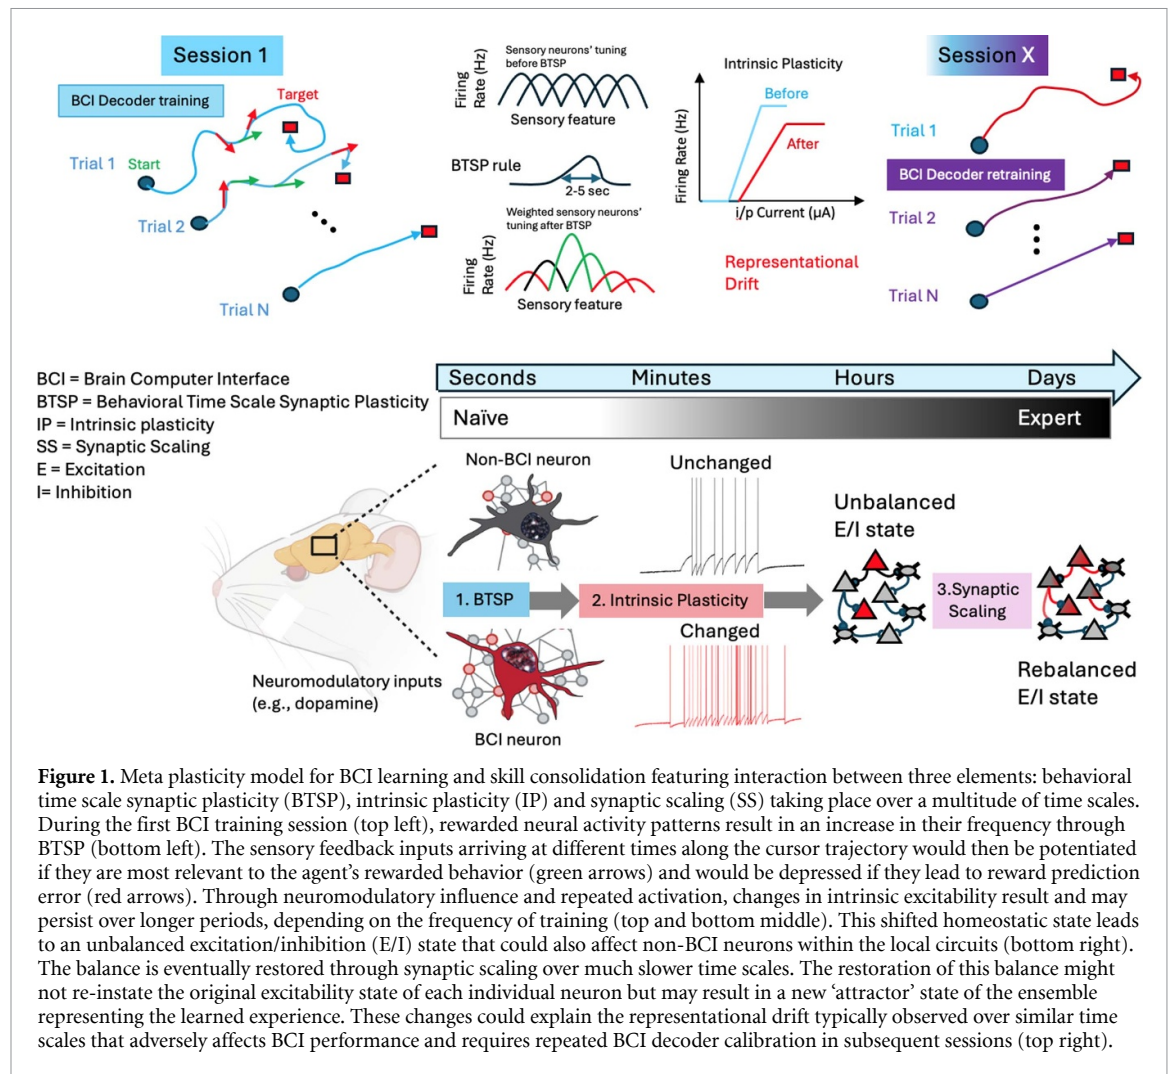 Session 1
BCI Decoder training
Target
Trial 1
Start
Trial 2
Trial N
Firing
Rate (Hz)
Sensory neurons' tuning
before BTSP
Sensory feature
BTSP rule
2-5 sec
Weighted sensory neurons'
tuning after BTSP
Firing
Rate (Hz)
Sensory feature
Intrinsic Plasticity
Firing Rate (Hz)
Before
After
i/p Current (µA)
Representational
Drift
Session X
Trial 1
BCI Decoder retraining
Trial 2
Trial N
BCI = Brain Computer Interface
BTSP = Behavioral Time Scale Synaptic Plasticity
IP = Intrinsic plasticity
SS = Synaptic Scaling
E = Excitation
I= Inhibition
Seconds Minutes Hours Days
Naïve Expert
Non-BCI neuron
Unchanged
Unbalanced
E/I state
1. BTSP
2. Intrinsic Plasticity
3.Synaptic
Scaling
Changed
Neuromodulatory inputs
(e.g., dopamine)
BCI neuron
Rebalanced
E/I state
Figure 1. Meta plasticity model for BCI learning and skill consolidation featuring interaction between three elements: behavioral
time scale synaptic plasticity (BTSP), intrinsic plasticity (IP) and synaptic scaling (SS) taking place over a multitude of time scales.
During the first BCI training session (top left), rewarded neural activity patterns result in an increase in their frequency through
BTSP (bottom left). The sensory feedback inputs arriving at different times along the cursor trajectory would then be potentiated
if they are most relevant to the agent's rewarded behavior (green arrows) and would be depressed if they lead to reward prediction
error (red arrows). Through neuromodulatory influence and repeated activation, changes in intrinsic excitability result and may
persist over longer periods, depending on the frequency of training (top and bottom middle). This shifted homeostatic state leads
to an unbalanced excitation/inhibition (E/I) state that could also affect non-BCI neurons within the local circuits (bottom right).
The balance is eventually restored through synaptic scaling over much slower time scales. The restoration of this balance might
not re-instate the original excitability state of each individual neuron but may result in a new 'attractor' state of the ensemble
representing the learned experience. These changes could explain the representational drift typically observed over similar time
scales that adversely affects BCI performance and requires repeated BCI decoder calibration in subsequent sessions (top right).